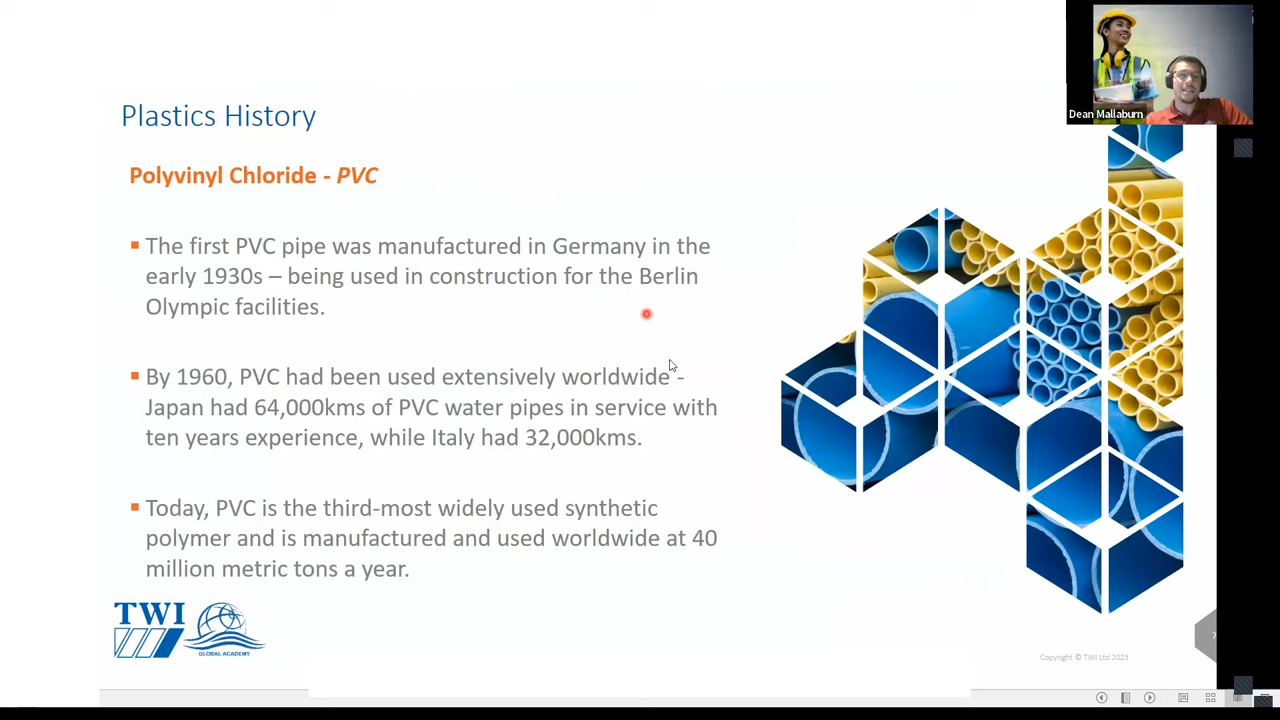 Dean Mallaburn
Plastics History
Polyvinyl Chloride - PVC
▪ The first PVC pipe was manufactured in Germany in the
early 1930s – being used in construction for the Berlin
Olympic facilities.
▪ By 1960, PVC had been used extensively worldwide -
Japan had 64,000kms of PVC water pipes in service with
ten years experience, while Italy had 32,000kms.
▪ Today, PVC is the third-most widely used synthetic
polymer and is manufactured and used worldwide at 40
million metric tons a year.
TWI
GLOBAL ACADEMY
Copyright © TWI Ltd 2023
7